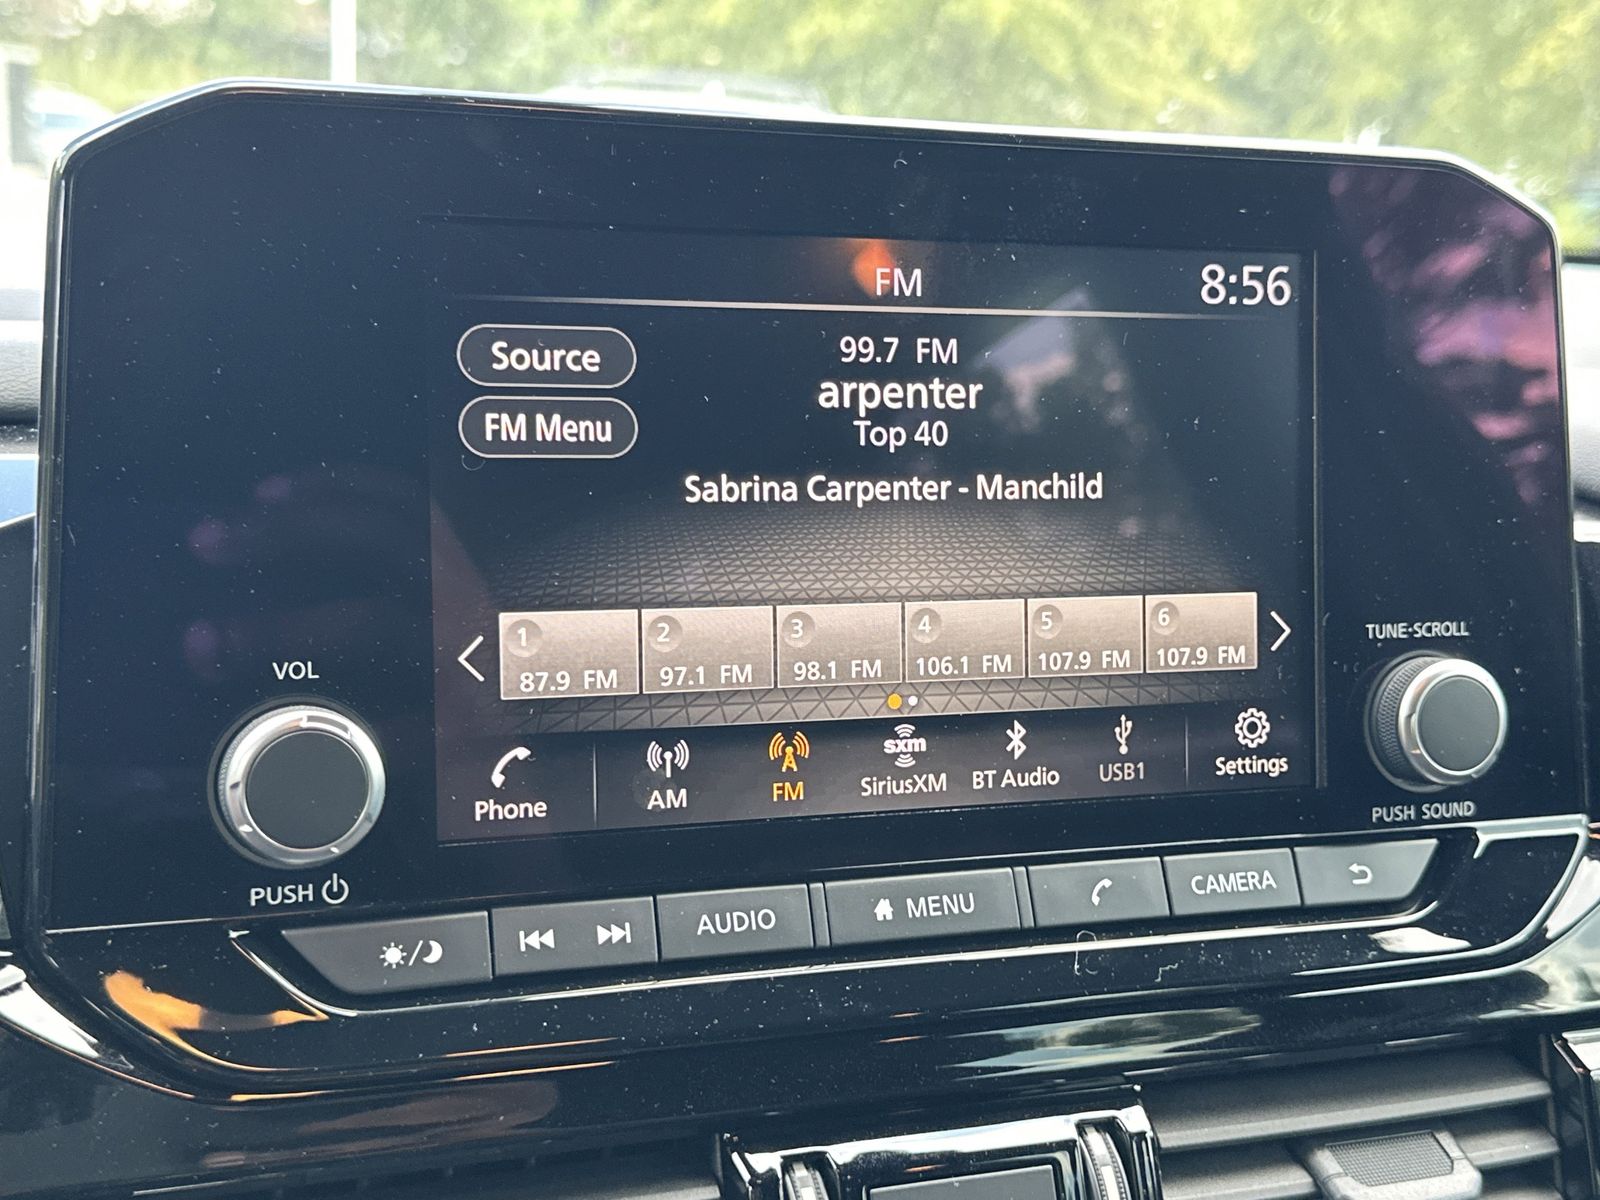 FM
8:56
Source
99.7 FM
arpenter
FM Menu
Top 40
Sabrina Carpenter - Manchild
1
2
3
4
5
6
87.9 FM
97.1 FM
98.1 FM
106.1 FM
107.9 FM
107.9 FM
Phone
AM
FM
sxm
SiriusXM
BT Audio
USB1
Settings
VOL
PUSH
TUNE·SCROLL
PUSH SOUND
AUDIO
MENU
CAMERA